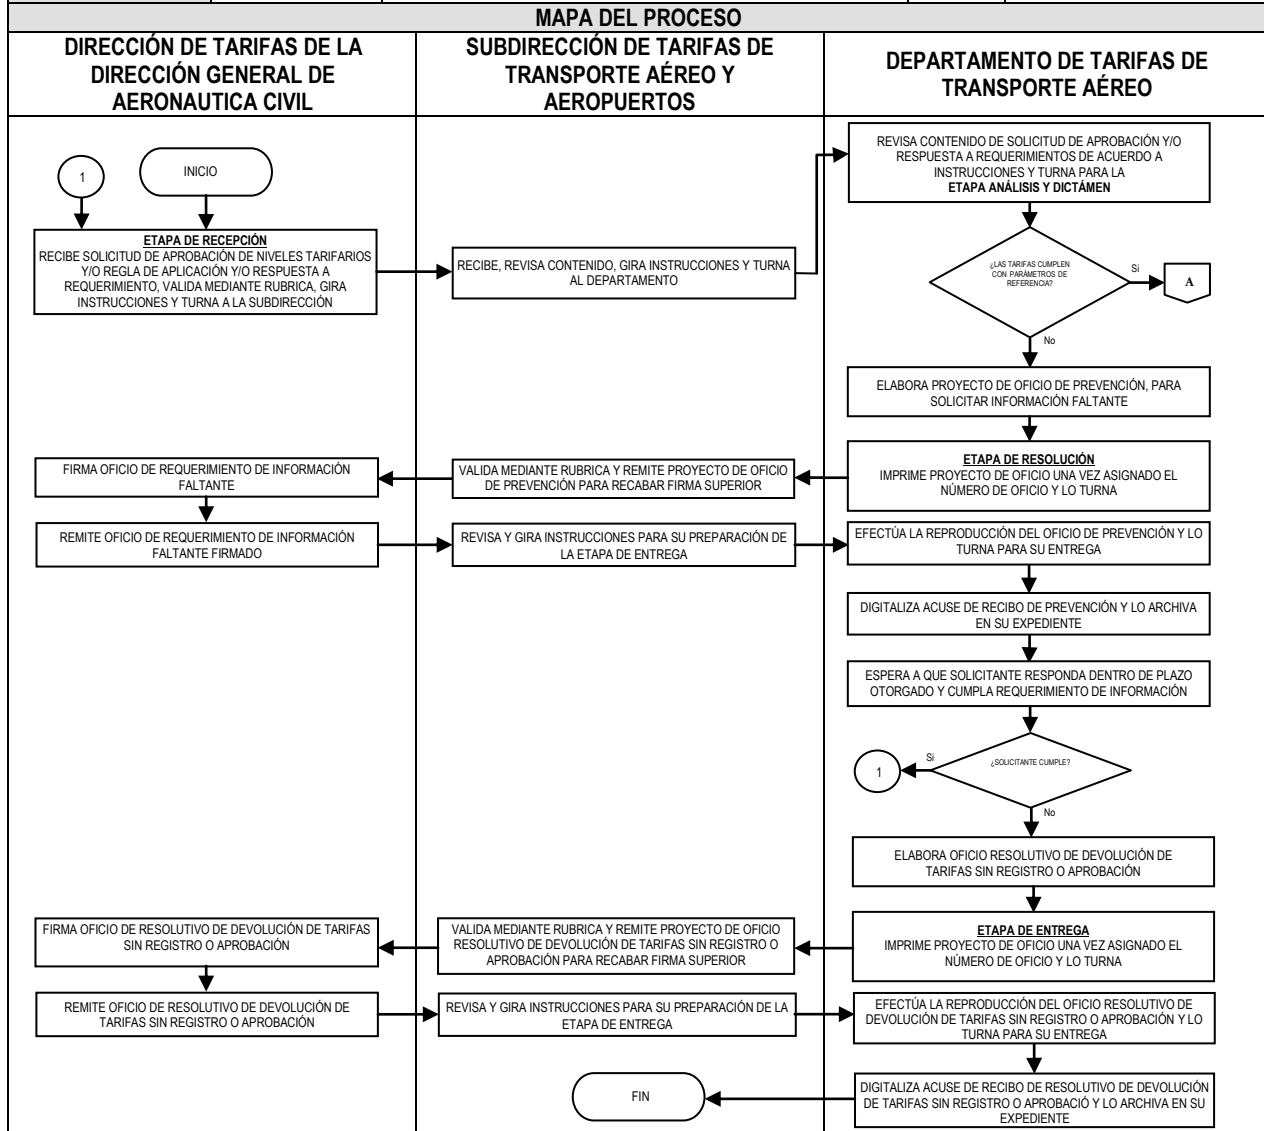 MAPA DEL PROCESO
DIRECCIÓN DE TARIFAS DE LA
DIRECCIÓN GENERAL DE
AERONAUTICA CIVIL
SUBDIRECCIÓN DE TARIFAS DE
TRANSPORTE AÉREO Y
AEROPUERTOS
DEPARTAMENTO DE TARIFAS DE
TRANSPORTE AÉREO
1
INICIO
ETAPA DE RECEPCIÓN
RECIBE SOLICITUD DE APROBACIÓN DE NIVELES TARIFARIOS
Y/O REGLA DE APLICACIÓN Y/O RESPUESTA A
REQUERIMIENTO, VALIDA MEDIANTE RUBRICA, GIRA
INSTRUCCIONES Y TURNA A LA SUBDIRECCIÓN
RECIBE, REVISA CONTENIDO, GIRA INSTRUCCIONES Y TURNA
AL DEPARTAMENTO
REVISA CONTENIDO DE SOLICITUD DE APROBACIÓN Y/O
RESPUESTA A REQUERIMIENTOS DE ACUERDO A
INSTRUCCIONES Y TURNA PARA LA
ETAPA ANÁLISIS Y DICTÁMEN
¿LAS TARIFAS CUMPLEN
CON PARÁMETROS DE
REFERENCIA?
Si
A
No
ELABORA PROYECTO DE OFICIO DE PREVENCIÓN, PARA
SOLICITAR INFORMACIÓN FALTANTE
ETAPA DE RESOLUCIÓN
IMPRIME PROYECTO DE OFICIO UNA VEZ ASIGNADO EL
NÚMERO DE OFICIO Y LO TURNA
VALIDA MEDIANTE RUBRICA Y REMITE PROYECTO DE OFICIO
DE PREVENCIÓN PARA RECABAR FIRMA SUPERIOR
FIRMA OFICIO DE REQUERIMIENTO DE INFORMACIÓN
FALTANTE
REMITE OFICIO DE REQUERIMIENTO DE INFORMACIÓN
FALTANTE FIRMADO
REVISA Y GIRA INSTRUCCIONES PARA SU PREPARACIÓN DE
LA ETAPA DE ENTREGA
EFECTÚA LA REPRODUCCIÓN DEL OFICIO DE PREVENCIÓN Y LO
TURNA PARA SU ENTREGA
DIGITALIZA ACUSE DE RECIBO DE PREVENCIÓN Y LO ARCHIVA
EN SU EXPEDIENTE
ESPERA A QUE SOLICITANTE RESPONDA DENTRO DE PLAZO
OTORGADO Y CUMPLA REQUERIMIENTO DE INFORMACIÓN
¿SOLICITANTE CUMPLE?
Si
1
No
ELABORA OFICIO RESOLUTIVO DE DEVOLUCIÓN DE
TARIFAS SIN REGISTRO O APROBACIÓN
ETAPA DE ENTREGA
IMPRIME PROYECTO DE OFICIO UNA VEZ ASIGNADO EL
NÚMERO DE OFICIO Y LO TURNA
VALIDA MEDIANTE RUBRICA Y REMITE PROYECTO DE OFICIO
RESOLUTIVO DE DEVOLUCIÓN DE TARIFAS SIN REGISTRO O
APROBACIÓN PARA RECABAR FIRMA SUPERIOR
FIRMA OFICIO DE RESOLUTIVO DE DEVOLUCIÓN DE TARIFAS
SIN REGISTRO O APROBACIÓN
REMITE OFICIO DE RESOLUTIVO DE DEVOLUCIÓN DE
TARIFAS SIN REGISTRO O APROBACIÓN
REVISA Y GIRA INSTRUCCIONES PARA SU PREPARACIÓN DE LA
ETAPA DE ENTREGA
EFECTÚA LA REPRODUCCIÓN DEL OFICIO RESOLUTIVO DE
DEVOLUCIÓN DE TARIFAS SIN REGISTRO O APROBACIÓN Y LO
TURNA PARA SU ENTREGA
DIGITALIZA ACUSE DE RECIBO DE RESOLUTIVO DE DEVOLUCIÓN
DE TARIFAS SIN REGISTRO O APROBACIÓ Y LO ARCHIVA EN SU
EXPEDIENTE
FIN